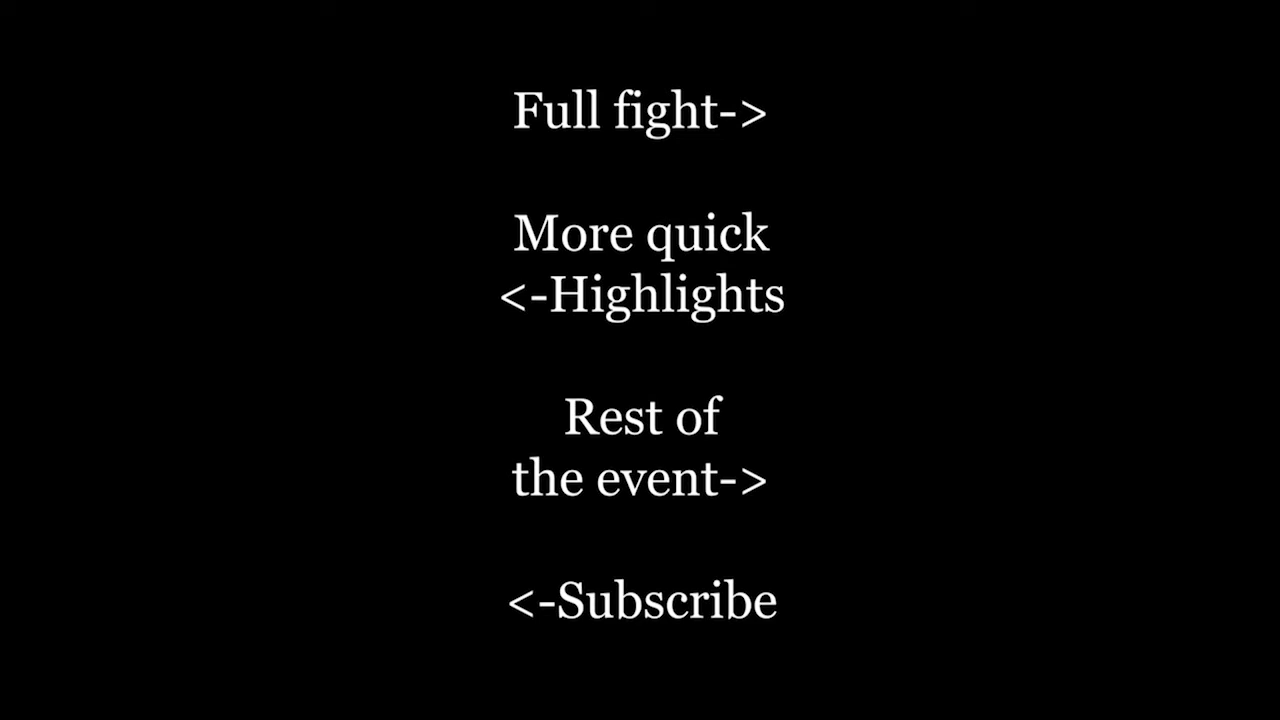 Full fight->
More quick
<-Highlights
Rest of
the event->
<-Subscribe